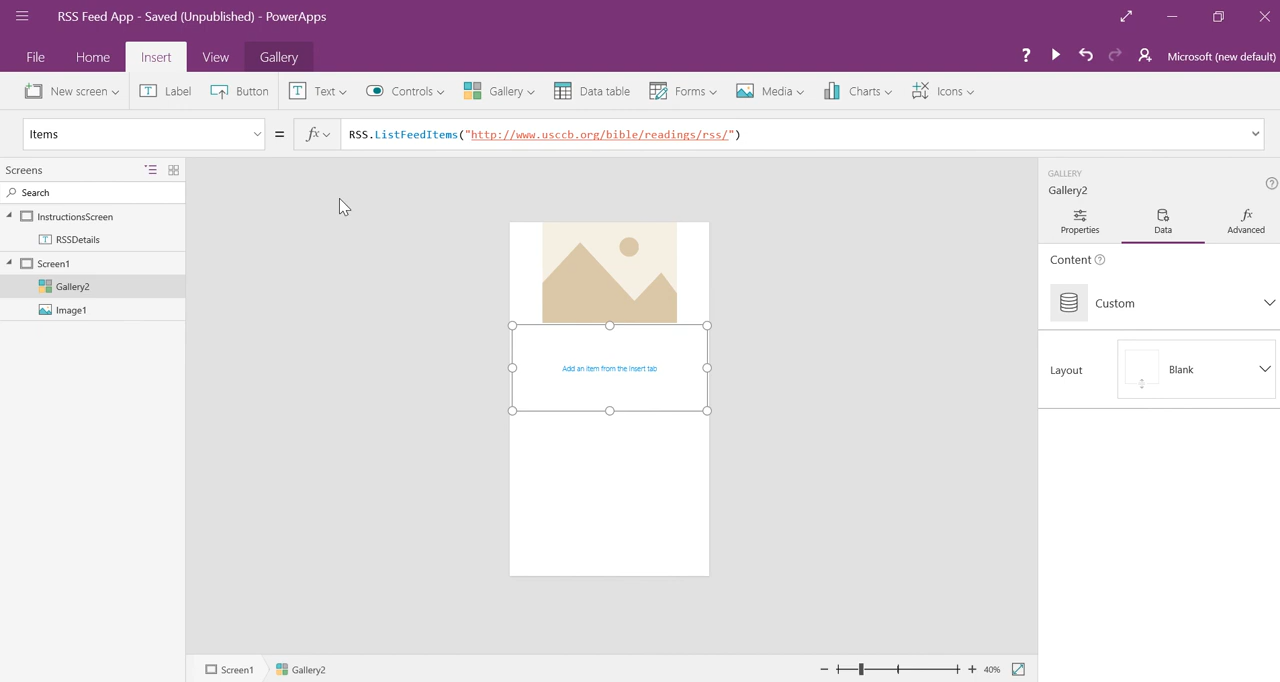 RSS Feed App - Saved (Unpublished) - PowerApps
File Home Insert View Gallery
? Microsoft (new default)
New screen Label Button Text Controls Gallery Data table Forms Media Charts Icons
Items = fx RSS.ListFeedItems("http://www.usccb.org/bible/readings/rss/")
Screens
Search
InstructionsScreen
RSSDetails
Screen1
Gallery2
Image1
Add an item from the Insert tab
GALLERY
Gallery2
Properties Data Advanced
Content
Custom
Layout Blank
Screen1 Gallery2
40%